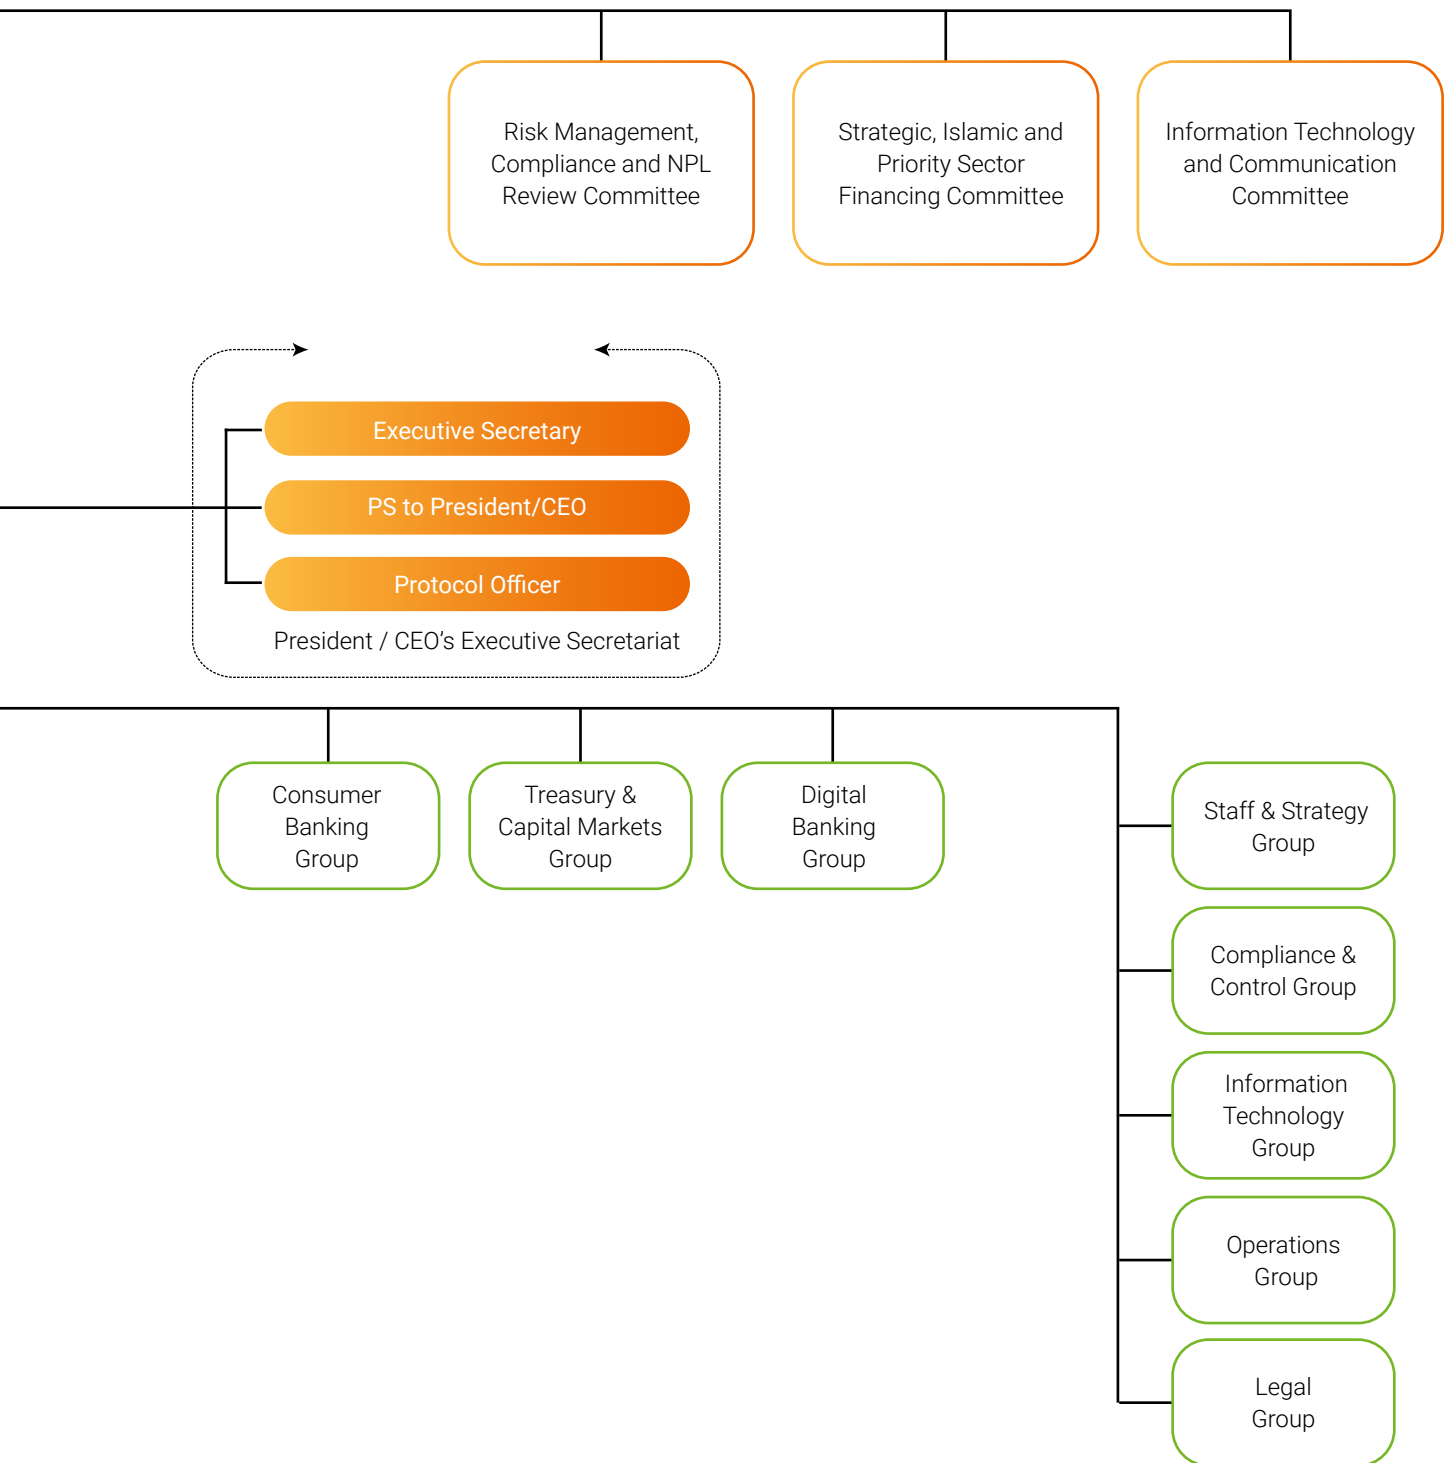 Risk Management,
Compliance and NPL
Review Committee
Strategic, Islamic and
Priority Sector
Financing Committee
Information Technology
and Communication
Committee
Executive Secretary
PS to President/CEO
Protocol Officer
President / CEO’s Executive Secretariat
Consumer
Banking
Group
Treasury &
Capital Markets
Group
Digital
Banking
Group
Staff & Strategy
Group
Compliance &
Control Group
Information
Technology
Group
Operations
Group
Legal
Group